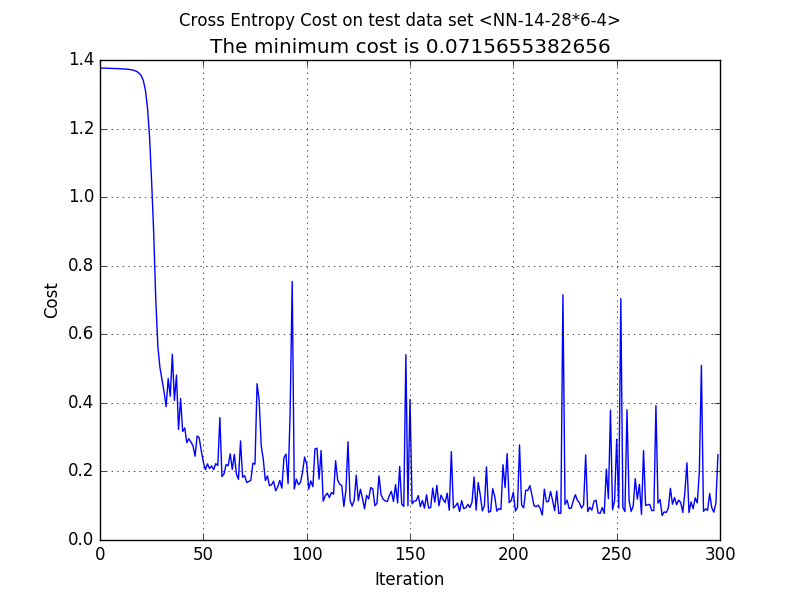 Cross Entropy Cost on test data set <NN-14-28*6-4>
The minimum cost is 0.0715655382656
1.4
1.2
1.0
0.8
0.6
0.4
0.2
0.0
Cost
0 50 100 150 200 250 300
Iteration